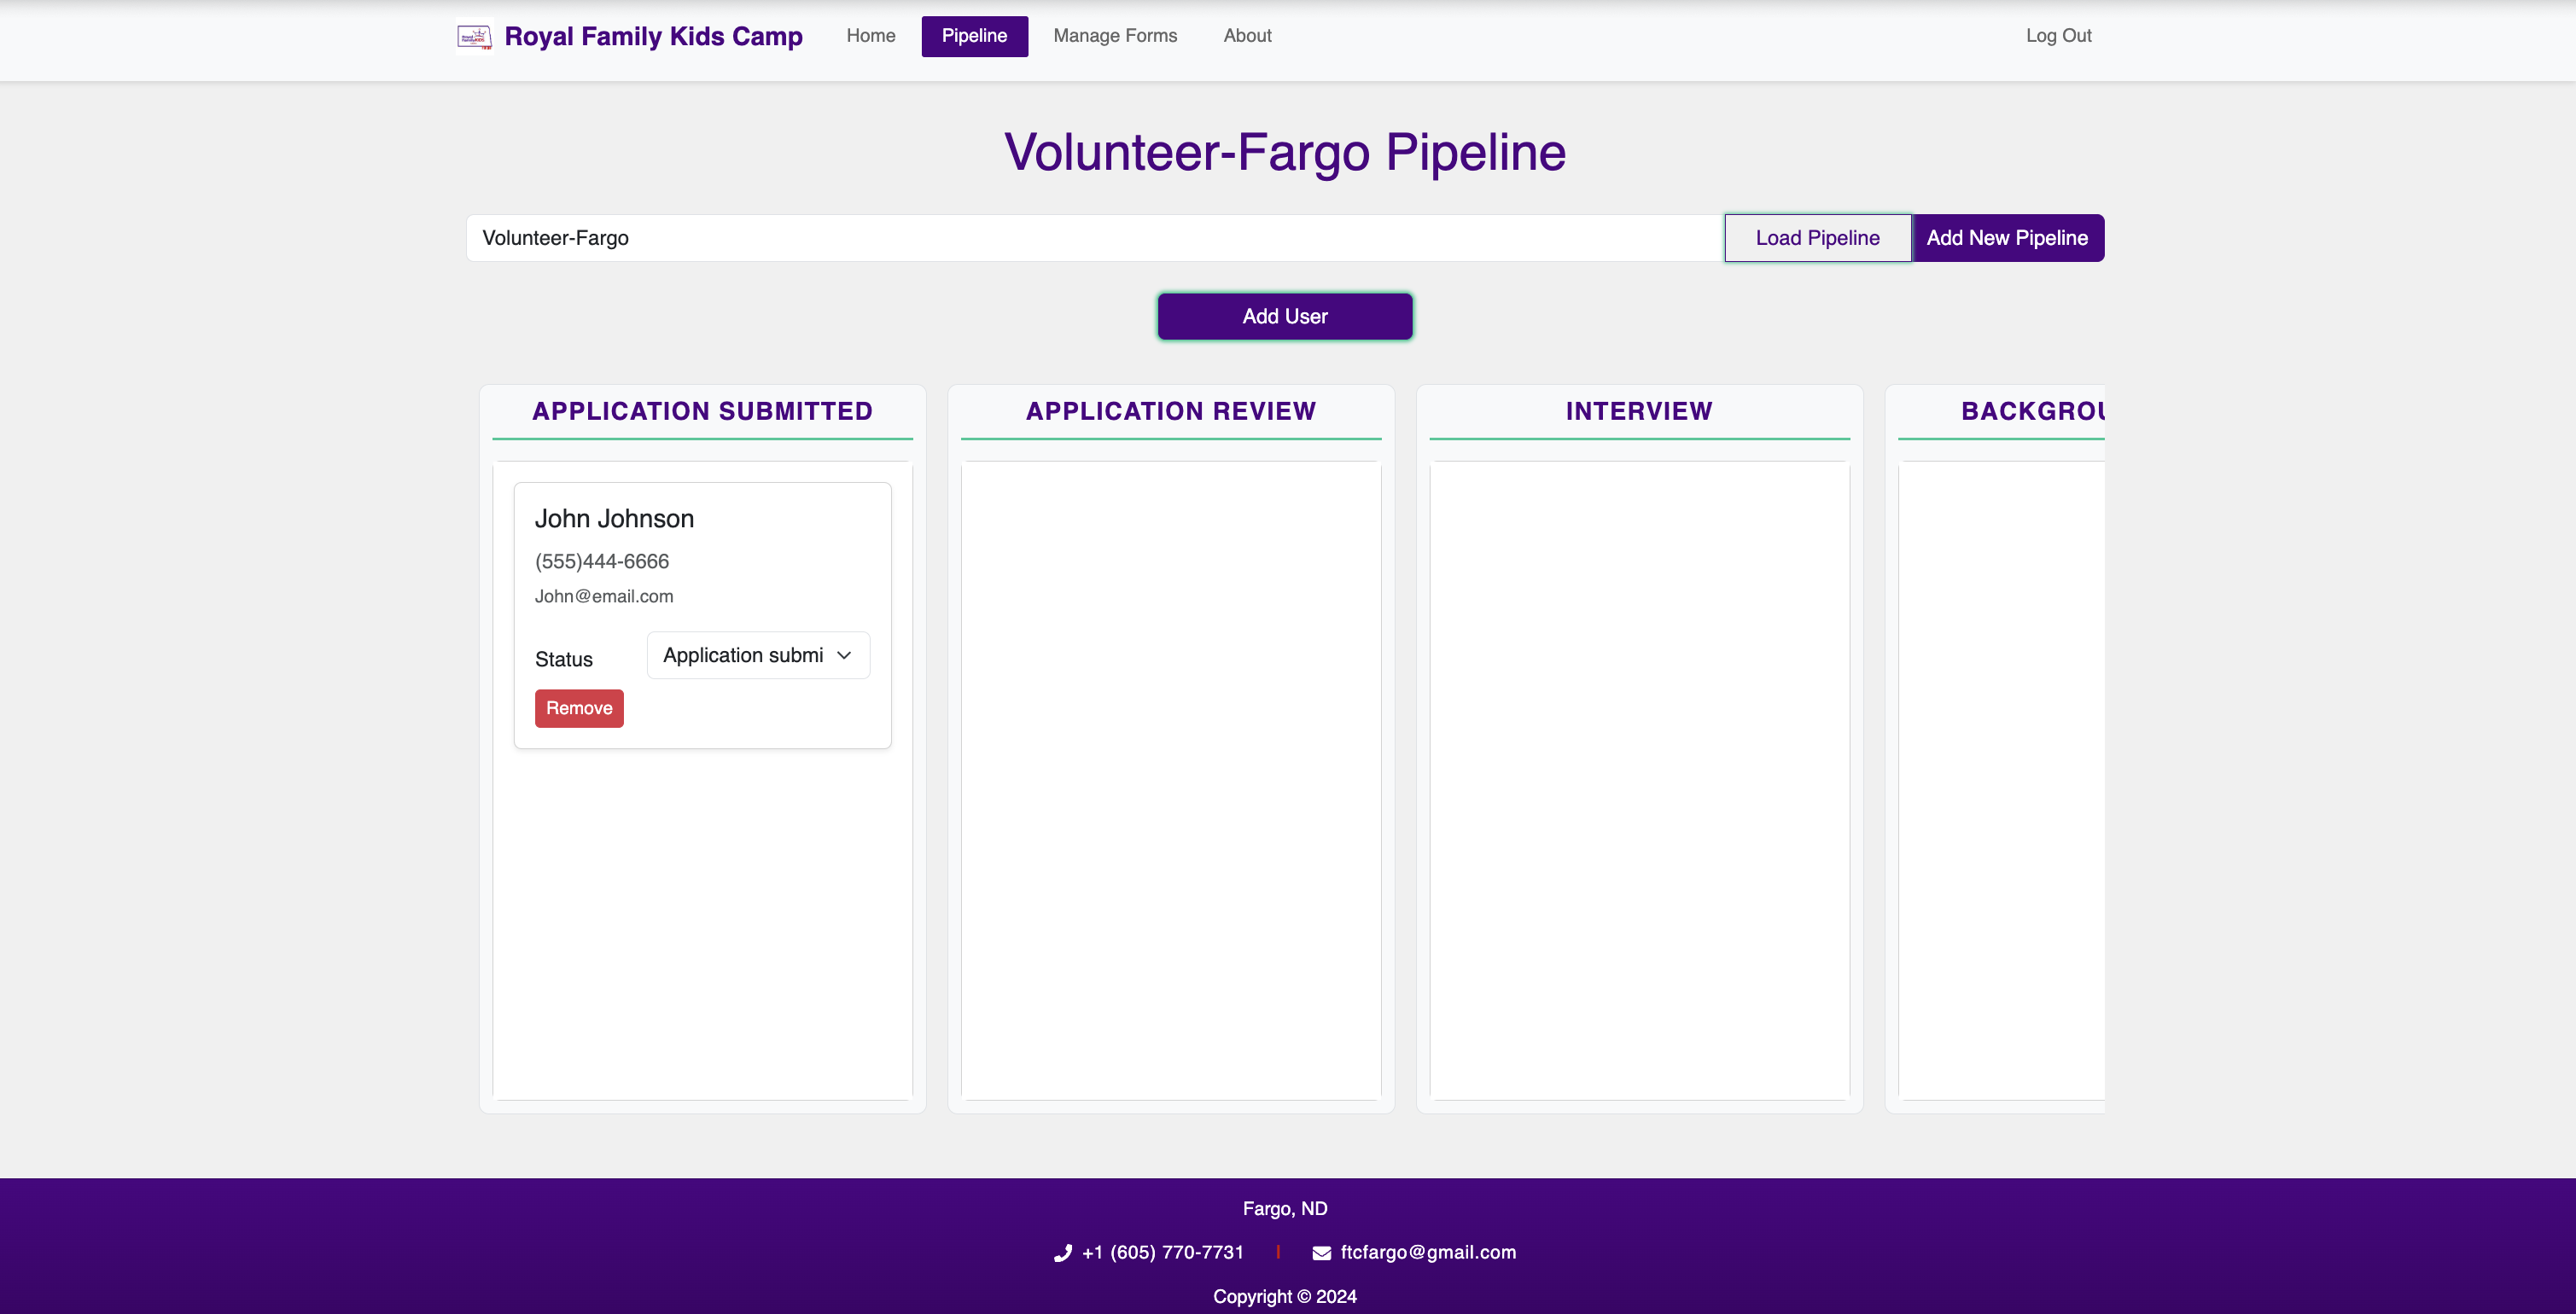 Royal Family Kids Camp Home Pipeline Manage Forms About Log Out
Volunteer-Fargo Pipeline
Volunteer-Fargo Load Pipeline Add New Pipeline
Add User
APPLICATION SUBMITTED
John Johnson
(555)444-6666
John@email.com
Status Application submi
Remove
APPLICATION REVIEW
INTERVIEW
BACKGROU
Fargo, ND
+1 (605) 770-7731 | ftcfargo@gmail.com
Copyright © 2024